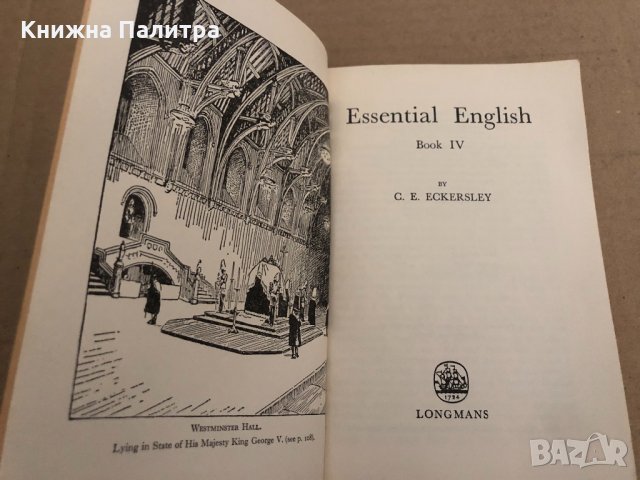 Книжна Палитра
WESTMINSTER HALL.
Lying in State of His Majesty King George V. (see p. 108).
Essential English
Book IV
BY
C. E. ECKERSLEY
1724
LONGMANS
BAZAR